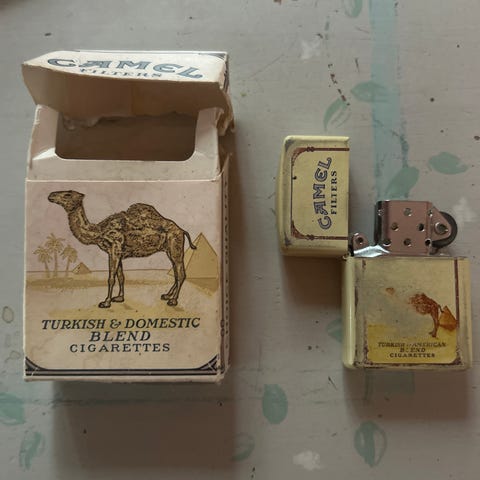 CAMEL
FILTERS
TURKISH & DOMESTIC
BLEND
CIGARETTES
CAMEL
FILTERS
TURKISH & AMERICAN
BLEND
CIGARETTES